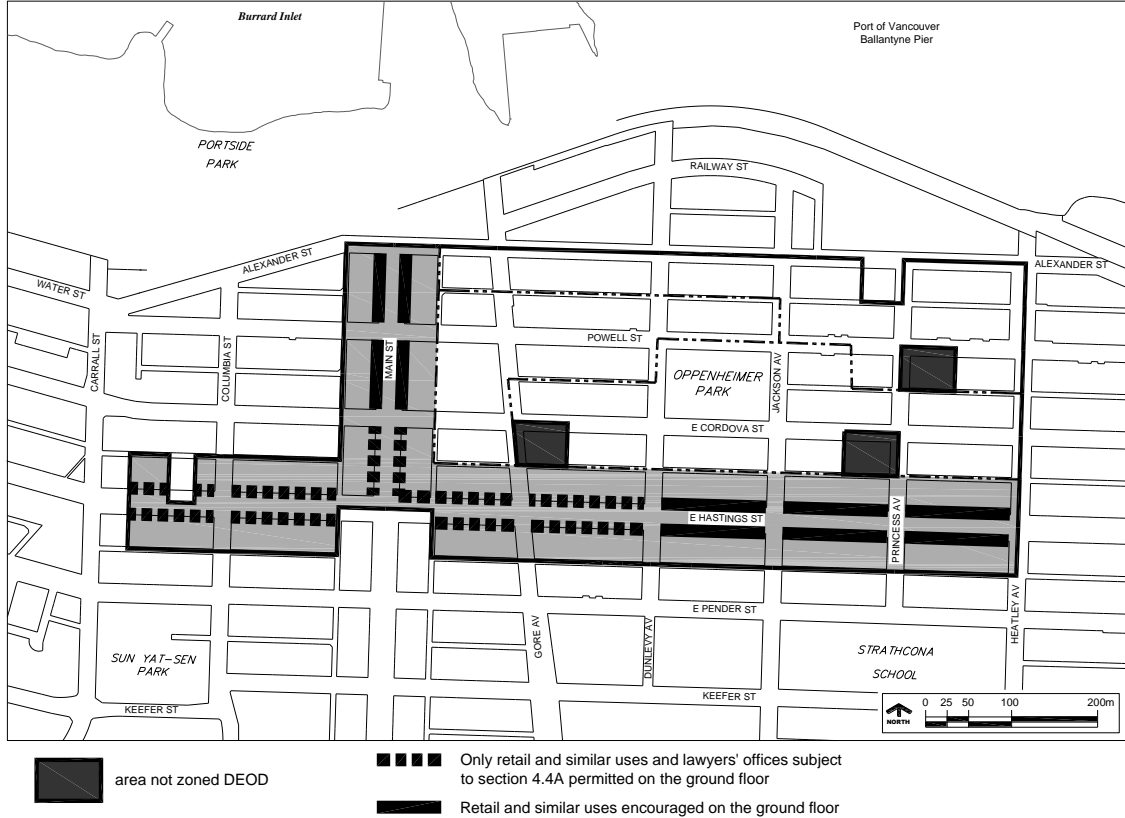 Burrard Inlet
Port of Vancouver
Ballantyne Pier
PORTSIDE
PARK
RAILWAY ST
ALEXANDER ST
ALEXANDER ST
WATER ST
CARRALL ST
COLUMBIA ST
MAIN ST
POWELL ST
OPPENHEIMER
PARK
JACKSON AV
E CORDOVA ST
E HASTINGS ST
PRINCESS AV
E PENDER ST
GORE AV
DUNLEVY AV
HEATLEY AV
SUN YAT-SEN
PARK
STRATHCONA
SCHOOL
KEEFER ST
KEEFER ST
NORTH
0 25 50 100 200m
area not zoned DEOD
Only retail and similar uses and lawyers' offices subject
to section 4.4A permitted on the ground floor
Retail and similar uses encouraged on the ground floor